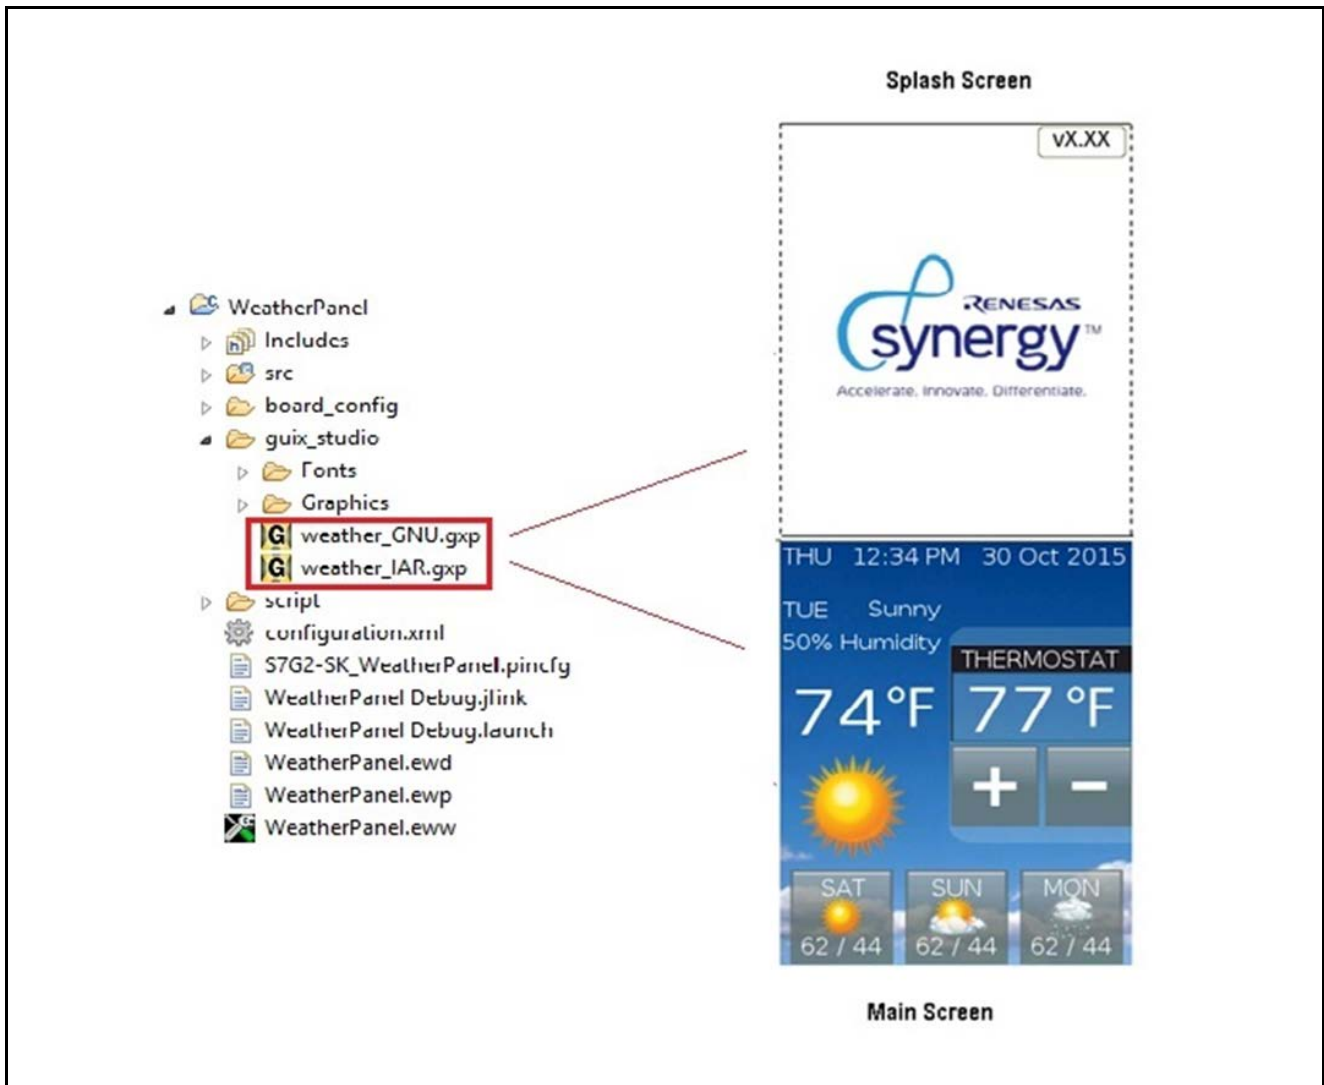 Splash Screen
vX.XX
RENESAS
synergy™
Accelerate. Innovate. Differentiate.
WeatherPanel
Includes
src
board_config
guix_studio
Fonts
Graphics
weather_GNU.gxp
weather_IAR.gxp
script
configuration.xml
S7G2-SK_WeatherPanel.pincfg
WeatherPanel Debug.jlink
WeatherPanel Debug.launch
WeatherPanel.ewd
WeatherPanel.ewp
WeatherPanel.eww
THU 12:34 PM 30 Oct 2015
TUE Sunny
50% Humidity
74°F
THERMOSTAT
77°F
+ −
SAT
62 / 44
SUN
62 / 44
MON
62 / 44
Main Screen